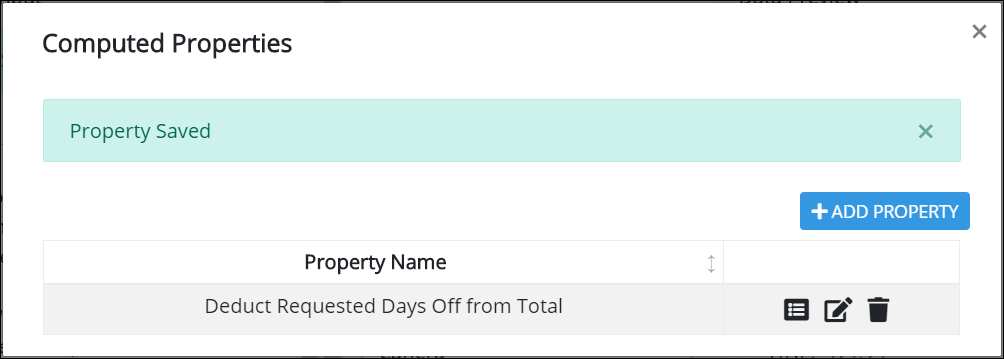 Computed Properties
Property Saved
ADD PROPERTY
Property Name
Deduct Requested Days Off from Total